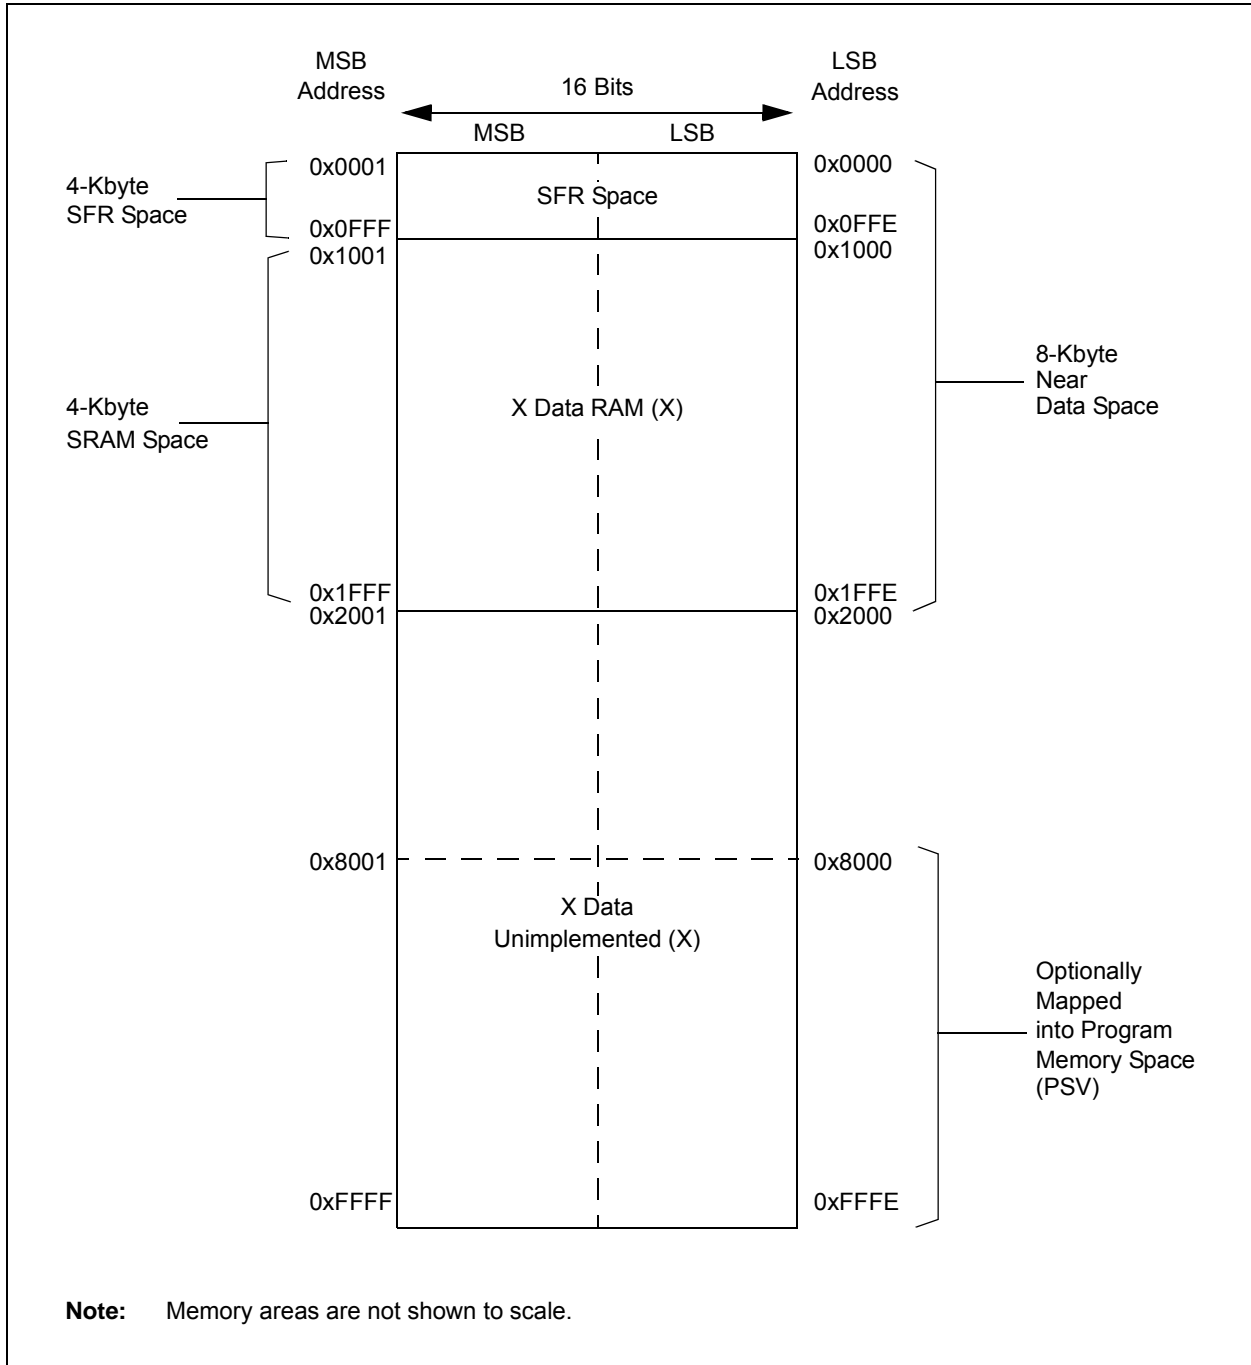 MSB
Address
LSB
Address
16 Bits
MSB
LSB
0x0001
0x0000
4-Kbyte
SFR Space
SFR Space
0x0FFF
0x0FFE
0x1001
0x1000
8-Kbyte
Near
Data Space
4-Kbyte
SRAM Space
X Data RAM (X)
0x1FFF
0x1FFE
0x2001
0x2000
0x8001
0x8000
X Data
Unimplemented (X)
Optionally
Mapped
into Program
Memory Space
(PSV)
0xFFFF
0xFFFE
Note: Memory areas are not shown to scale.